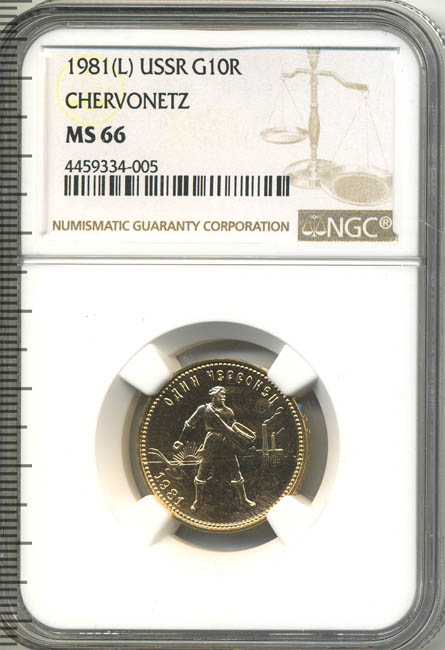 1981(L) USSR G10R
CHERVONETZ
MS 66
4459334-005
NUMISMATIC GUARANTY CORPORATION
NGC®
ОДИН ЧЕРВОНЕЦ
1981